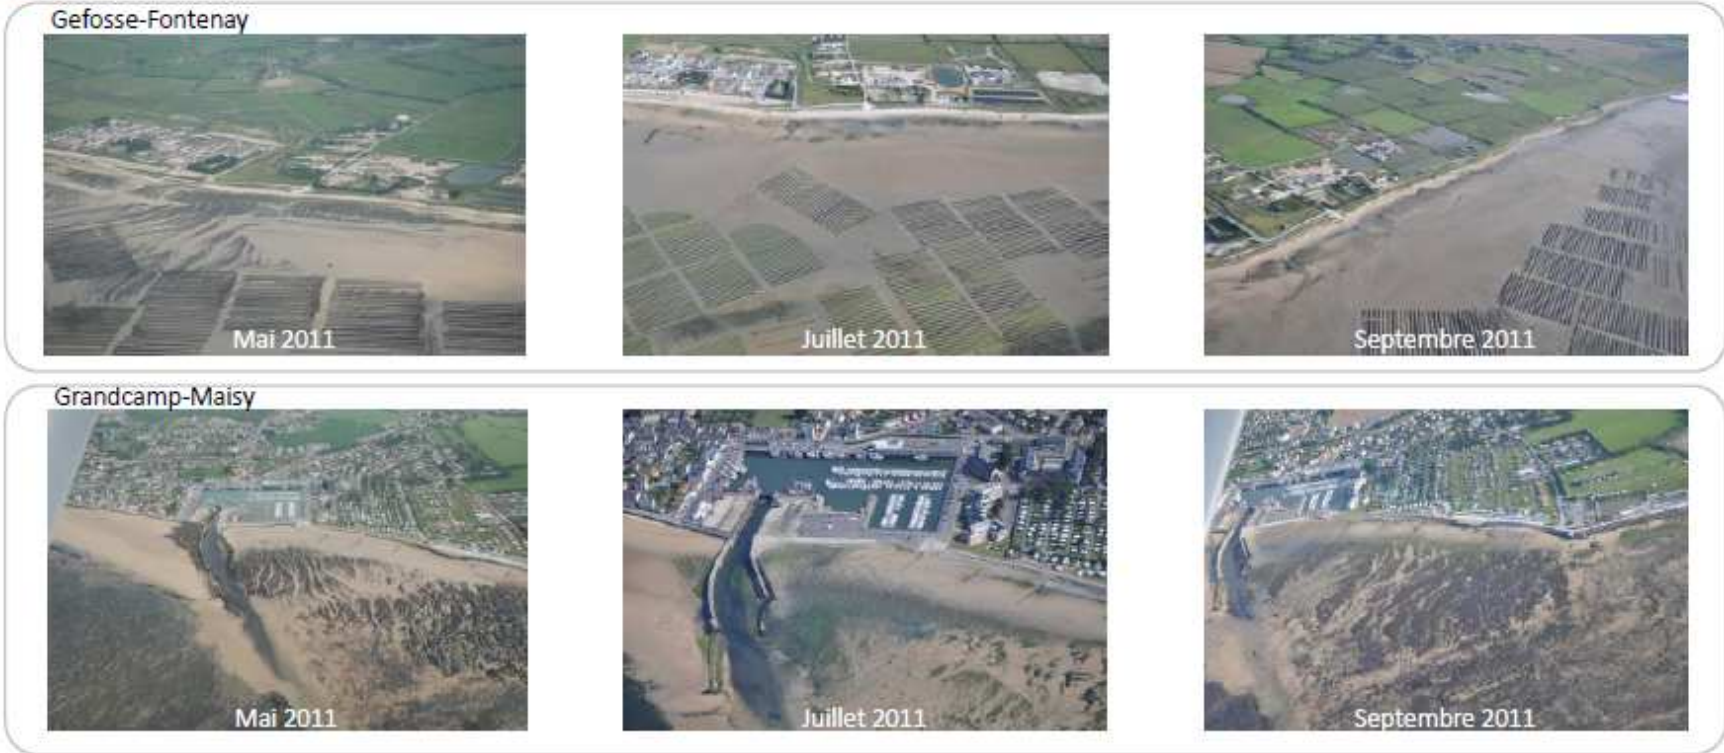 Gefosse-Fontenay
Mai 2011
Juillet 2011
Septembre 2011
Grandcamp-Maisy
Mai 2011
Juillet 2011
Septembre 2011